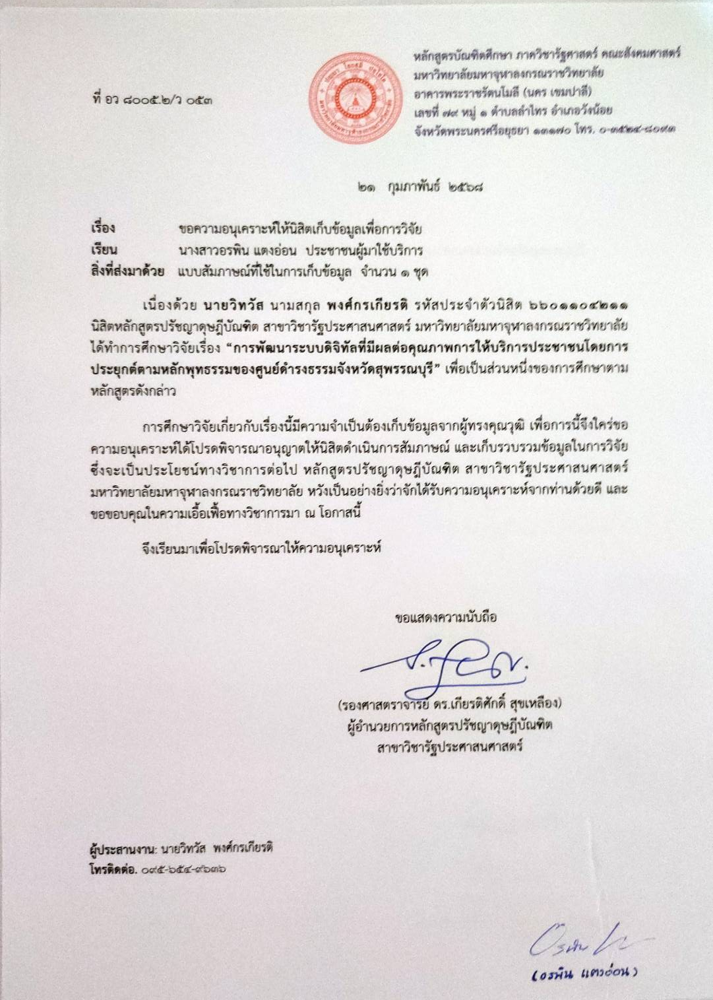 หลักสูตรบัณฑิตศึกษา ภาควิชารัฐศาสตร์ คณะสังคมศาสตร์
มหาวิทยาลัยมหาจุฬาลงกรณราชวิทยาลัย
ที่ อว ๘๐๐๕.๒/ว ๐๕๓
อาคารพระราชรัตนโมลี (นคร เขมปาลี)
เลขที่ ๗๙ หมู่ ๑ ตำบลลำไทร อำเภอวังน้อย
จังหวัดพระนครศรีอยุธยา ๑๓๑๗๐ โทร. ๐-๓๕๒๔-๘๐๙๓
๒๑ กุมภาพันธ์ ๒๕๖๘
เรื่อง ขอความอนุเคราะห์ให้นิสิตเก็บข้อมูลเพื่อการวิจัย
เรียน นางสาวอรพิน แตงอ่อน ประชาชนผู้มาใช้บริการ
สิ่งที่ส่งมาด้วย แบบสัมภาษณ์ที่ใช้ในการเก็บข้อมูล จำนวน ๑ ชุด
เนื่องด้วย นายวิทวัส นามสกุล พงศ์กรเกียรติ รหัสประจำตัวนิสิต ๖๖๐๑๑๐๔๒๑๑
นิสิตหลักสูตรปรัชญาดุษฎีบัณฑิต สาขาวิชารัฐประศาสนศาสตร์ มหาวิทยาลัยมหาจุฬาลงกรณราชวิทยาลัย
ได้ทำการศึกษาวิจัยเรื่อง “การพัฒนาระบบดิจิทัลที่มีผลต่อคุณภาพการให้บริการประชาชนโดยการ
ประยุกต์ตามหลักพุทธรรมของศูนย์ดำรงธรรมจังหวัดสุพรรณบุรี” เพื่อเป็นส่วนหนึ่งของการศึกษาตาม
หลักสูตรดังกล่าว
การศึกษาวิจัยเกี่ยวกับเรื่องนี้มีความจำเป็นต้องเก็บข้อมูลจากผู้ทรงคุณวุฒิ เพื่อการนี้จึงใคร่ขอ
ความอนุเคราะห์ได้โปรดพิจารณาอนุญาตให้นิสิตดำเนินการสัมภาษณ์ และเก็บรวบรวมข้อมูลในการวิจัย
ซึ่งจะเป็นประโยชน์ทางวิชาการต่อไป หลักสูตรปรัชญาดุษฎีบัณฑิต สาขาวิชารัฐประศาสนศาสตร์
มหาวิทยาลัยมหาจุฬาลงกรณราชวิทยาลัย หวังเป็นอย่างยิ่งว่าจักได้รับความอนุเคราะห์จากท่านด้วยดี และ
ขอขอบคุณในความเอื้อเฟื้อทางวิชาการมา ณ โอกาสนี้
จึงเรียนมาเพื่อโปรดพิจารณาให้ความอนุเคราะห์
ขอแสดงความนับถือ
(รองศาสตราจารย์ ดร.เกียรติศักดิ์ สุขเหลือง)
ผู้อำนวยการหลักสูตรปรัชญาดุษฎีบัณฑิต
สาขาวิชารัฐประศาสนศาสตร์
ผู้ประสานงาน: นายวิทวัส พงศ์กรเกียรติ
โทรติดต่อ. ๐๙๕-๖๕๔-๙๖๓๖
(อรพิน แตงอ่อน)